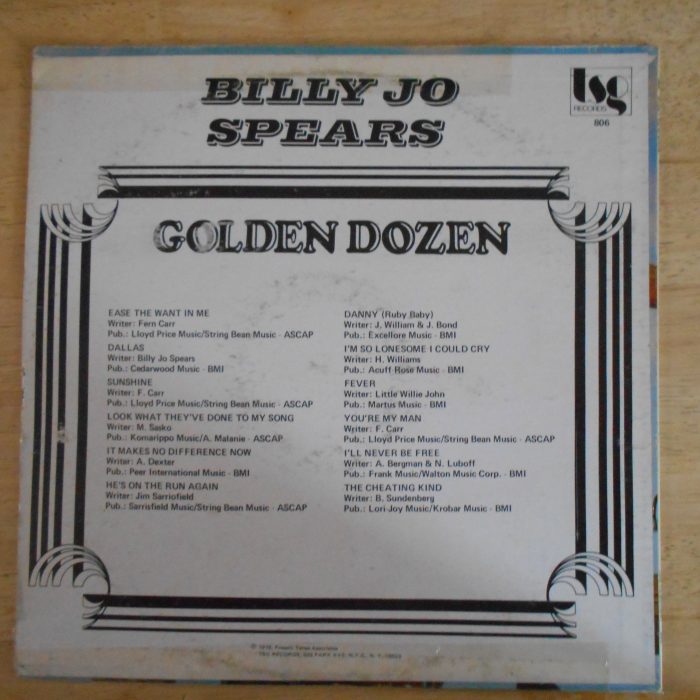 BILLY JO
SPEARS
tsg
RECORDS
806
GOLDEN DOZEN
EASE THE WANT IN ME
Writer: Fern Carr
Pub.: Lloyd Price Music/String Bean Music - ASCAP
DALLAS
Writer: Billy Jo Spears
Pub.: Cedarwood Music - BMI
SUNSHINE
Writer: F. Carr
Pub.: Lloyd Price Music/String Bean Music - ASCAP
LOOK WHAT THEY'VE DONE TO MY SONG
Writer: M. Sasko
Pub.: Komarippo Music/A. Malanie - ASCAP
IT MAKES NO DIFFERENCE NOW
Writer: A. Dexter
Pub.: Peer International Music - BMI
HE'S ON THE RUN AGAIN
Writer: Jim Sarriofield
Pub.: Sarrisfield Music/String Bean Music - ASCAP
DANNY (Ruby Baby)
Writer: J. William & J. Bond
Pub.: Excellore Music - BMI
I'M SO LONESOME I COULD CRY
Writer: H. Williams
Pub.: Acuff Rose Music - BMI
FEVER
Writer: Little Willie John
Pub.: Martus Music - BMI
YOU'RE MY MAN
Writer: F. Carr
Pub.: Lloyd Price Music/String Bean Music - ASCAP
I'LL NEVER BE FREE
Writer: A. Bergman & N. Luboff
Pub.: Frank Music/Walton Music Corp. - BMI
THE CHEATING KIND
Writer: B. Sundenberg
Pub.: Lori-Joy Music/Krobar Music - BMI
TSG RECORDS,